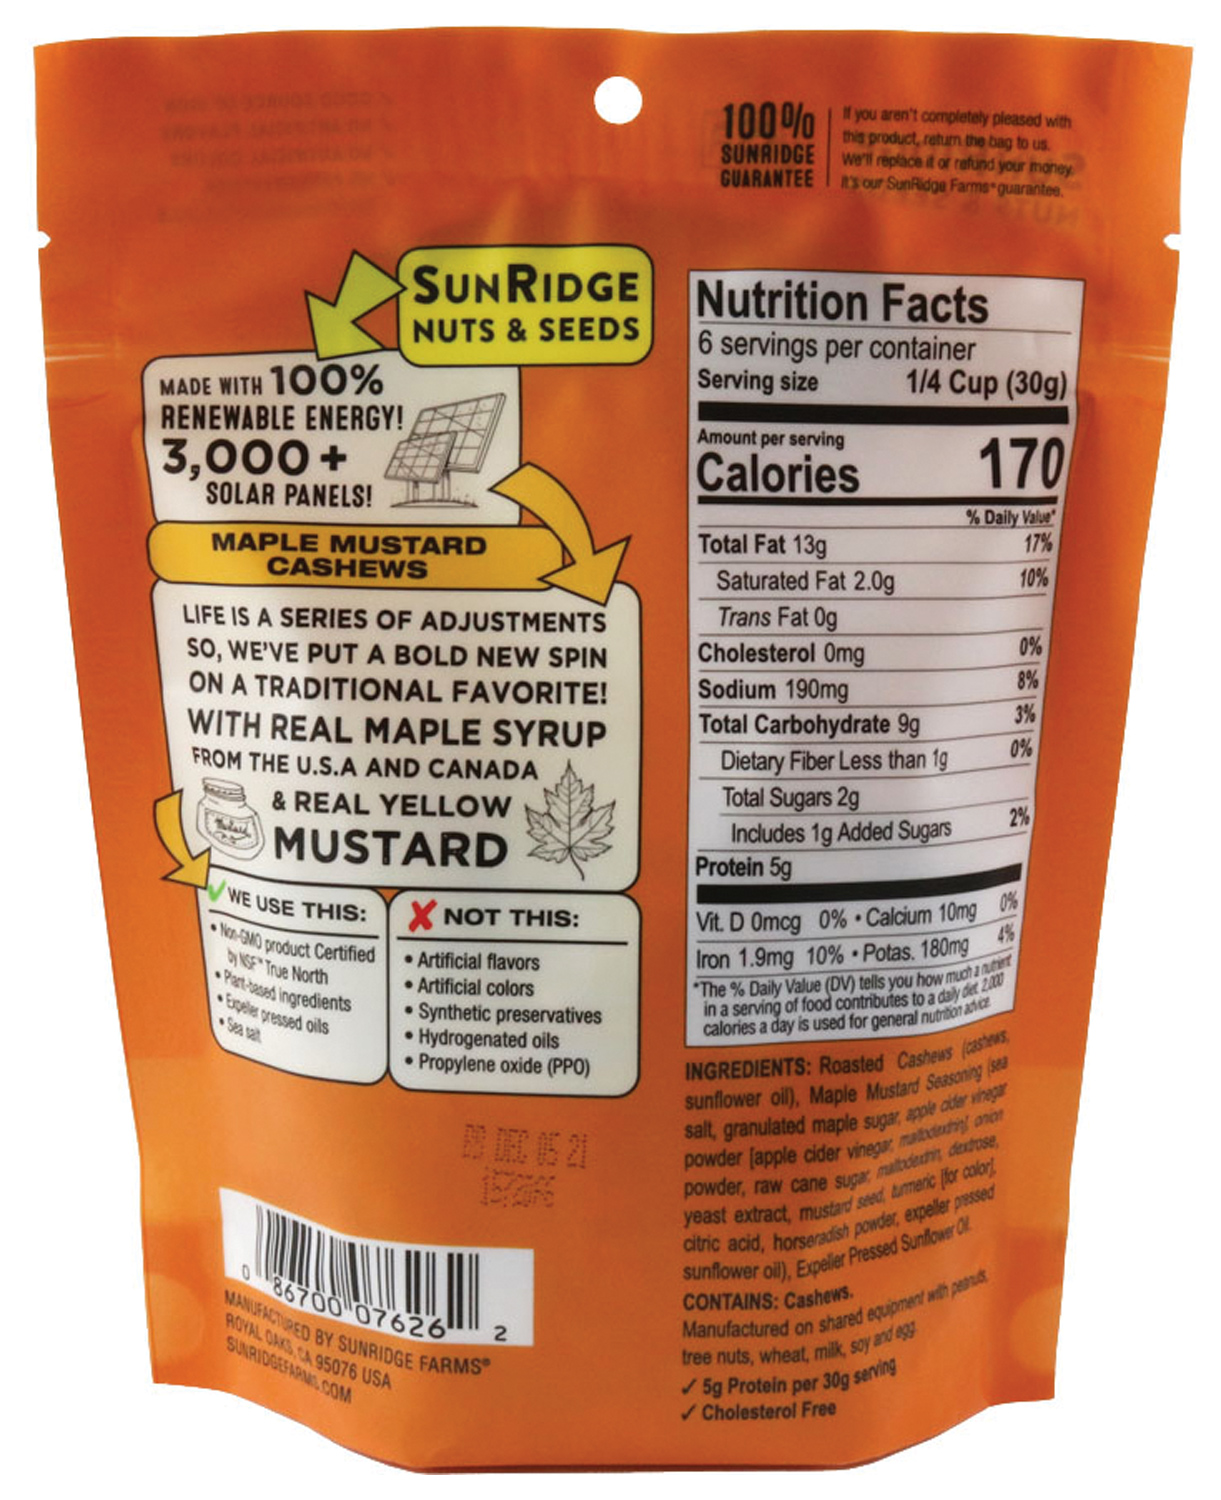 100% SUNRIDGE GUARANTEE
If you aren't completely pleased with
this product, return the bag to us.
We'll replace it or refund your money.
It's our SunRidge Farms® guarantee.
SUNRIDGE
NUTS & SEEDS
MADE WITH 100%
RENEWABLE ENERGY!
3,000+
SOLAR PANELS!
MAPLE MUSTARD
CASHEWS
LIFE IS A SERIES OF ADJUSTMENTS
SO, WE'VE PUT A BOLD NEW SPIN
ON A TRADITIONAL FAVORITE!
WITH REAL MAPLE SYRUP
FROM THE U.S.A AND CANADA
& REAL YELLOW
MUSTARD
Mustard
✓ WE USE THIS:
• Non-GMO product Certified
by NSF™ True North
• Plant-based ingredients
• Expeller pressed oils
• Sea salt
✗ NOT THIS:
• Artificial flavors
• Artificial colors
• Synthetic preservatives
• Hydrogenated oils
• Propylene oxide (PPO)
DEC 05 21
0 86700 07626 2
MANUFACTURED BY SUNRIDGE FARMS®
ROYAL OAKS, CA 95076 USA
SUNRIDGEFARMS.COM
Nutrition Facts
6 servings per container
Serving size 1/4 Cup (30g)
Amount per serving
Calories 170
% Daily Value*
Total Fat 13g 17%
Saturated Fat 2.0g 10%
Trans Fat 0g
Cholesterol 0mg 0%
Sodium 190mg 8%
Total Carbohydrate 9g 3%
Dietary Fiber Less than 1g 0%
Total Sugars 2g
Includes 1g Added Sugars 2%
Protein 5g
Vit. D 0mcg 0% • Calcium 10mg 0%
Iron 1.9mg 10% • Potas. 180mg 4%
*The % Daily Value (DV) tells you how much a nutrient
in a serving of food contributes to a daily diet. 2,000
calories a day is used for general nutrition advice.
INGREDIENTS: Roasted Cashews (cashews,
sunflower oil), Maple Mustard Seasoning (sea
salt, granulated maple sugar, apple cider vinegar
powder [apple cider vinegar, maltodextrin], onion
powder, raw cane sugar, maltodextrin, dextrose,
yeast extract, mustard seed, turmeric [for color],
citric acid, horseradish powder, expeller pressed
sunflower oil), Expeller Pressed Sunflower Oil.
CONTAINS: Cashews.
Manufactured on shared equipment with peanuts,
tree nuts, wheat, milk, soy and egg.
✓ 5g Protein per 30g serving
✓ Cholesterol Free